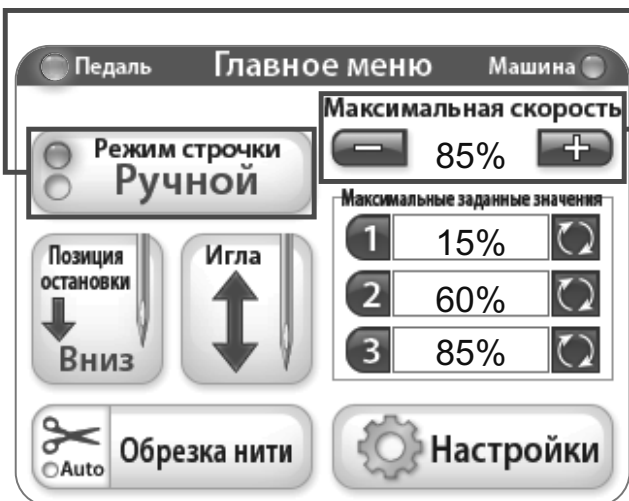 Педаль Главное меню Машина
Максимальная скорость
− 85% +
Режим строчки
Ручной
Максимальные заданные значения
1 15%
2 60%
3 85%
Позиция
остановки
Вниз
Игла
Auto
Обрезка нити
Настройки